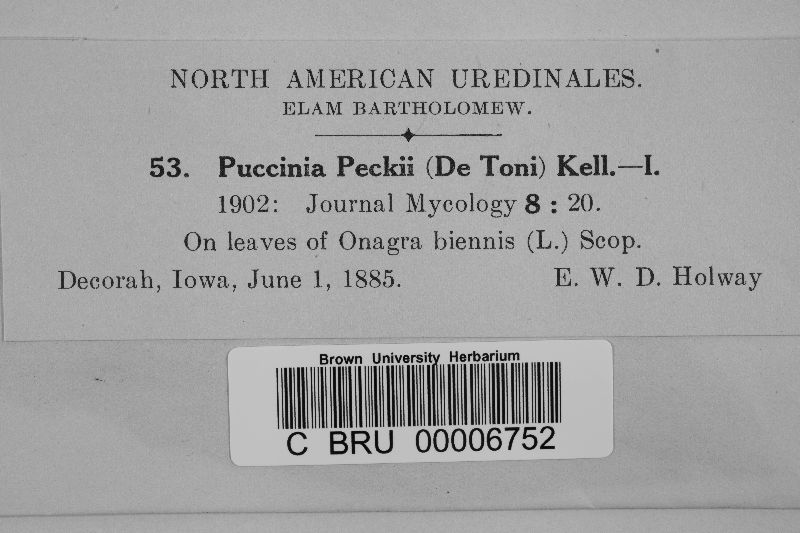 NORTH AMERICAN UREDINALES.
ELAM BARTHOLOMEW.
53. Puccinia Peckii (De Toni) Kell.—I.
1902: Journal Mycology 8 : 20.
On leaves of Onagra biennis (L.) Scop.
Decorah, Iowa, June 1, 1885. E. W. D. Holway
Brown University Herbarium
C BRU 00006752